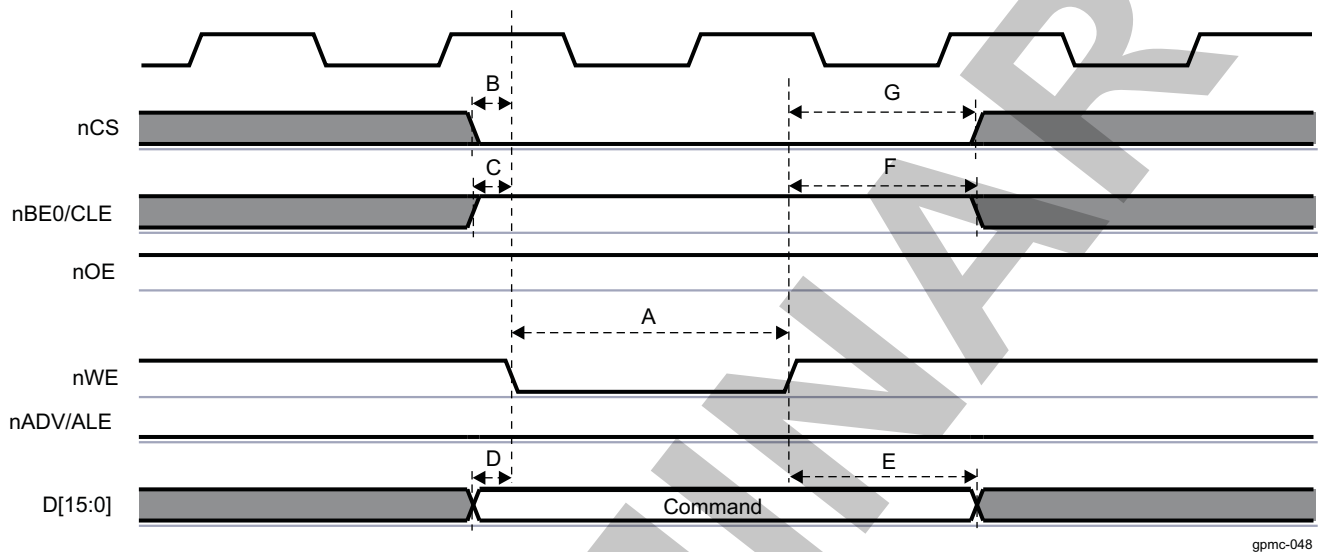 B
G
nCS
C
F
nBE0/CLE
nOE
A
nWE
nADV/ALE
D
E
D[15:0]
Command
gpmc-048